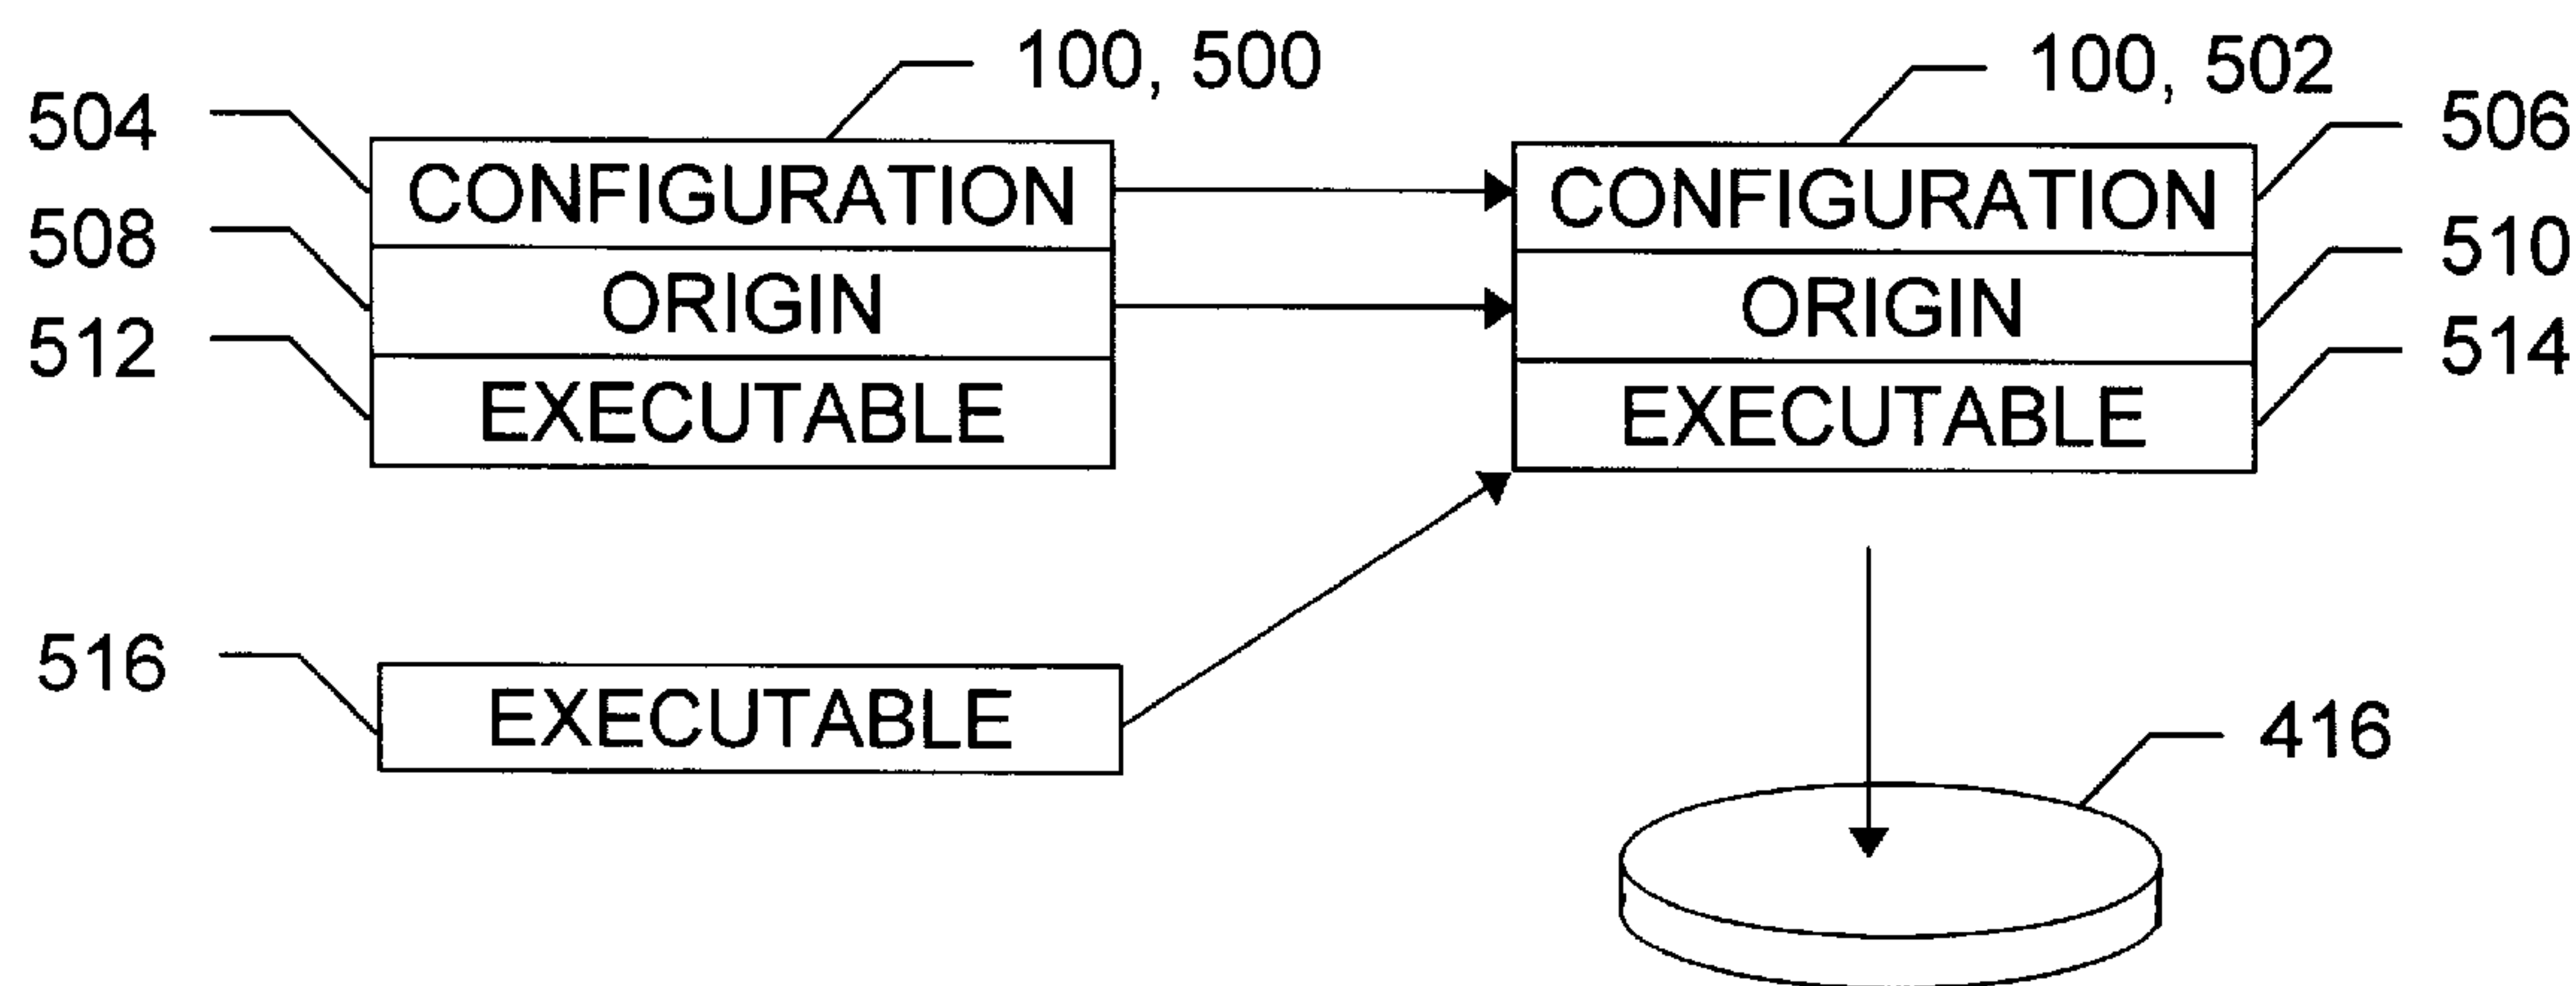 100, 500
100, 502
504
CONFIGURATION
CONFIGURATION
506
508
ORIGIN
ORIGIN
510
512
EXECUTABLE
EXECUTABLE
514
516
EXECUTABLE
416